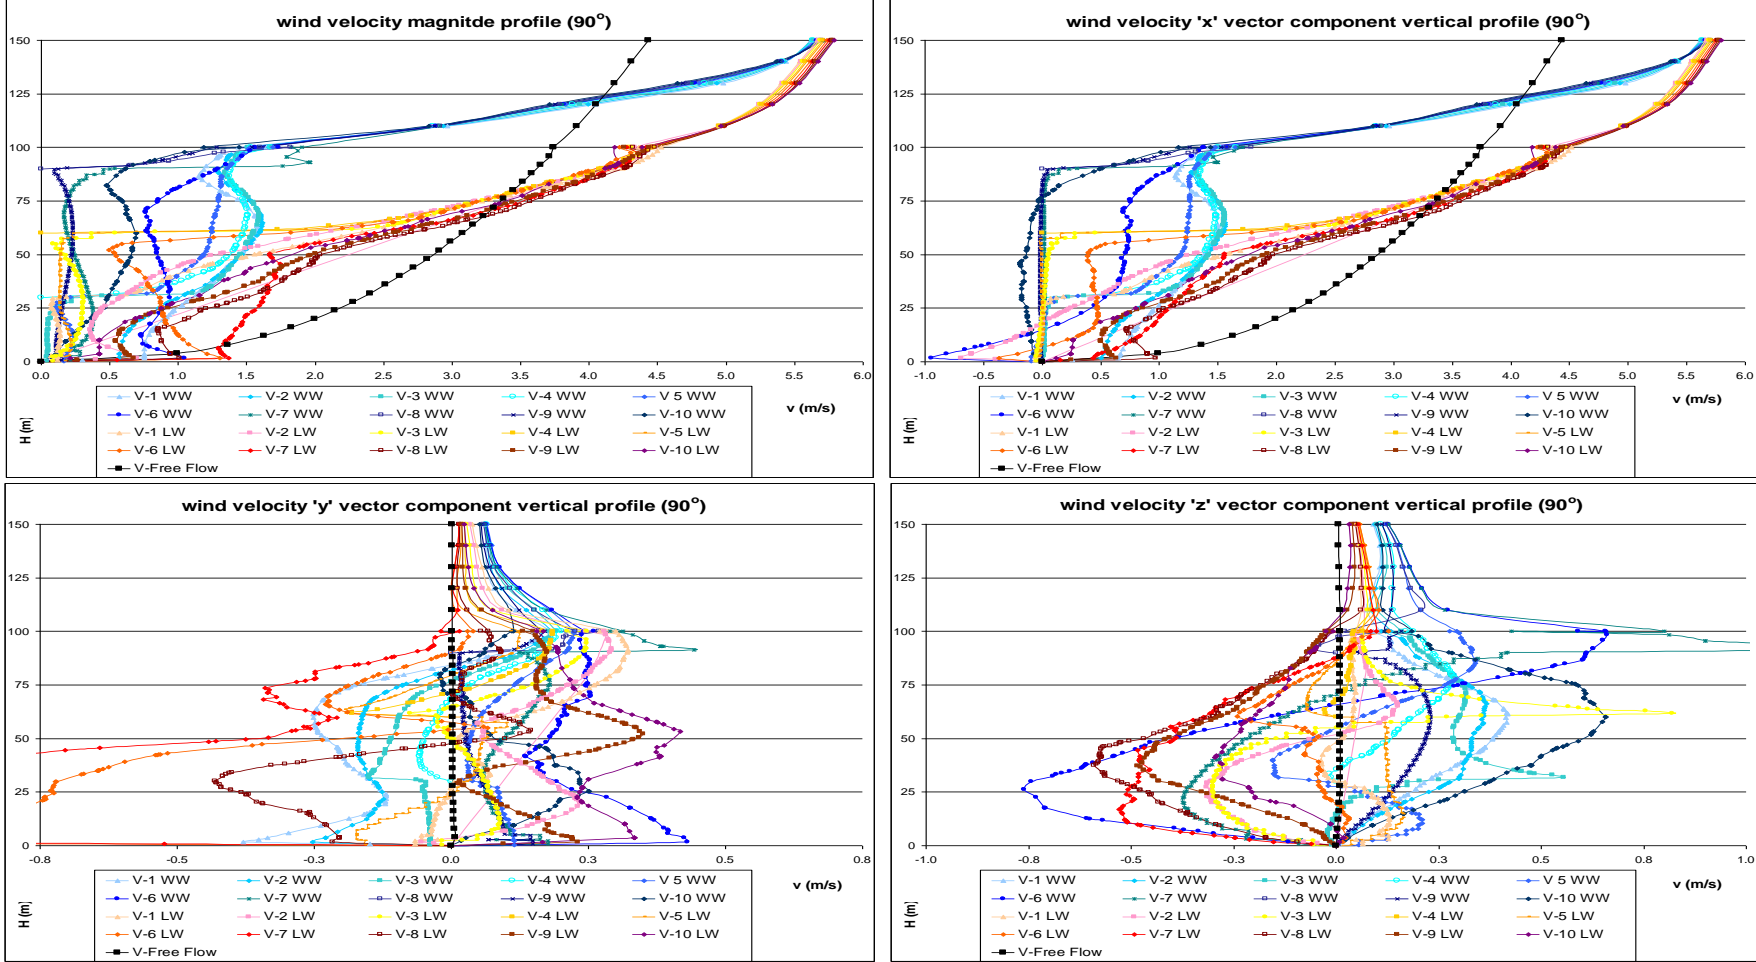 wind velocity magnitde profile (90°)
150
125
100
75
50
25
0
0.0 0.5 1.0 1.5 2.0 2.5 3.0 3.5 4.0 4.5 5.0 5.5 6.0
H (m)
v (m/s)
V-1 WW V-2 WW V-3 WW V-4 WW V 5 WW
V-6 WW V-7 WW V-8 WW V-9 WW V-10 WW
V-1 LW V-2 LW V-3 LW V-4 LW V-5 LW
V-6 LW V-7 LW V-8 LW V-9 LW V-10 LW
V-Free Flow
wind velocity 'x' vector component vertical profile (90°)
150
125
100
75
50
25
0
-1.0 0.0 0.5 1.0 1.5 2.0 2.5 3.0 3.5 4.0 4.5 5.0 5.5 6.0
H (m)
v (m/s)
V-1 WW V-2 WW V-3 WW V-4 WW V 5 WW
V-6 WW V-7 WW V-8 WW V-9 WW V-10 WW
V-1 LW V-2 LW V-3 LW V-4 LW V-5 LW
V-6 LW V-7 LW V-8 LW V-9 LW V-10 LW
V-Free Flow
wind velocity 'y' vector component vertical profile (90°)
150
125
100
75
50
25
0
-0.8 -0.5 -0.3 0.0 0.3 0.5 0.8
H (m)
v (m/s)
V-1 WW V-2 WW V-3 WW V-4 WW V 5 WW
V-6 WW V-7 WW V-8 WW V-9 WW V-10 WW
V-1 LW V-2 LW V-3 LW V-4 LW V-5 LW
V-6 LW V-7 LW V-8 LW V-9 LW V-10 LW
V-Free Flow
wind velocity 'z' vector component vertical profile (90°)
150
125
100
75
50
25
0
-1.0 -0.8 -0.5 -0.3 0.0 0.3 0.5 0.8 1.0
H (m)
v (m/s)
V-1 WW V-2 WW V-3 WW V-4 WW V 5 WW
V-6 WW V-7 WW V-8 WW V-9 WW V-10 WW
V-1 LW V-2 LW V-3 LW V-4 LW V-5 LW
V-6 LW V-7 LW V-8 LW V-9 LW V-10 LW
V-Free Flow